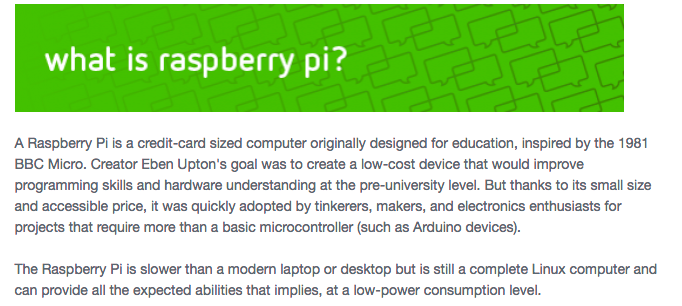 what is raspberry pi?
A Raspberry Pi is a credit-card sized computer originally designed for education, inspired by the 1981
BBC Micro. Creator Eben Upton's goal was to create a low-cost device that would improve
programming skills and hardware understanding at the pre-university level. But thanks to its small size
and accessible price, it was quickly adopted by tinkerers, makers, and electronics enthusiasts for
projects that require more than a basic microcontroller (such as Arduino devices).
The Raspberry Pi is slower than a modern laptop or desktop but is still a complete Linux computer and
can provide all the expected abilities that implies, at a low-power consumption level.